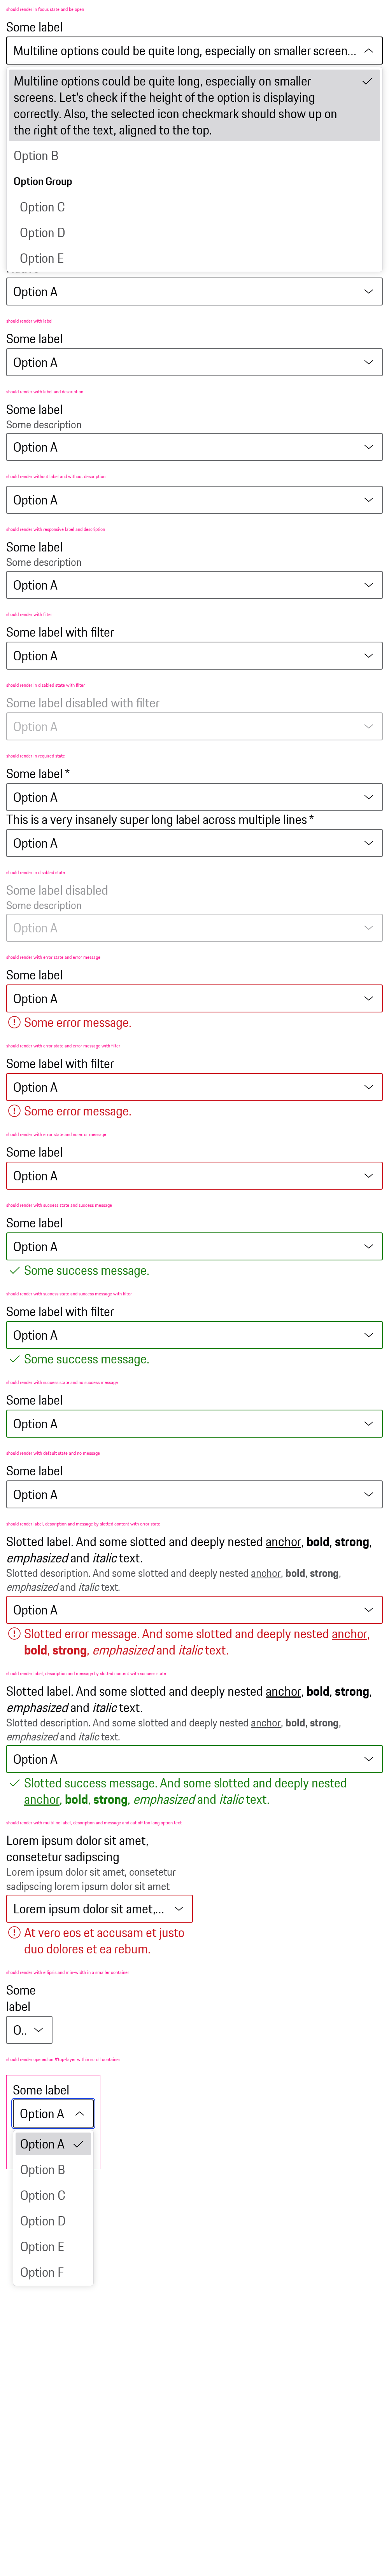 should render in focus state and be open
Some label
Multiline options could be quite long, especially on smaller screen...
Multiline options could be quite long, especially on smaller
screens. Let's check if the height of the option is displaying
correctly. Also, the selected icon checkmark should show up on
the right of the text, aligned to the top.
Option B
Option Group
Option C
Option D
Option E
Option A
should render with label
Some label
Option A
should render with label and description
Some label
Some description
Option A
should render without label and without description
Option A
should render with responsive label and description
Some label
Some description
Option A
should render with filter
Some label with filter
Option A
should render in disabled state with filter
Some label disabled with filter
Option A
should render in required state
Some label *
Option A
This is a very insanely super long label across multiple lines *
Option A
should render in disabled state
Some label disabled
Some description
Option A
should render with error state and error message
Some label
Option A
Some error message.
should render with error state and error message with filter
Some label with filter
Option A
Some error message.
should render with error state and no error message
Some label
Option A
should render with success state and success message
Some label
Option A
Some success message.
should render with success state and success message with filter
Some label with filter
Option A
Some success message.
should render with success state and no success message
Some label
Option A
should render with default state and no message
Some label
Option A
should render label, description and message by slotted content with error state
Slotted label. And some slotted and deeply nested anchor, bold, strong,
emphasized and italic text.
Slotted description. And some slotted and deeply nested anchor, bold, strong,
emphasized and italic text.
Option A
Slotted error message. And some slotted and deeply nested anchor,
bold, strong, emphasized and italic text.
should render label, description and message by slotted content with success state
Slotted label. And some slotted and deeply nested anchor, bold, strong,
emphasized and italic text.
Slotted description. And some slotted and deeply nested anchor, bold, strong,
emphasized and italic text.
Option A
Slotted success message. And some slotted and deeply nested
anchor, bold, strong, emphasized and italic text.
should render with multiline label, description and message and cut off too long option text
Lorem ipsum dolor sit amet,
consetetur sadipscing
Lorem ipsum dolor sit amet, consetetur
sadipscing lorem ipsum dolor sit amet
Lorem ipsum dolor sit amet,...
At vero eos et accusam et justo
duo dolores et ea rebum.
should render with ellipsis and min-width in a smaller container
Some
label
O..
should render opened on #top-layer within scroll container
Some label
Option A
Option A
Option B
Option C
Option D
Option E
Option F